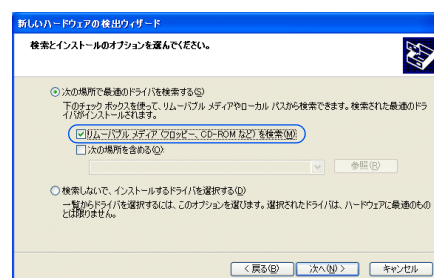 新しいハードウェアの検出ウィザード
検索とインストールのオプションを選んでください。
次の場所で最適のドライバを検索する(S)
下のチェック ボックスを使って、リムーバブル メディアやローカル パスから検索できます。検索された最適のドラ
イバがインストールされます。
リムーバブル メディア (フロッピー、CD-ROM など) を検索(M)
次の場所を含める(O):
参照(R)
検索しないで、インストールするドライバを選択する(D)
一覧からドライバを選択するには、このオプションを選びます。選択されたドライバは、ハードウェアに最適のもの
とは限りません。
< 戻る(B)
次へ(N) >
キャンセル